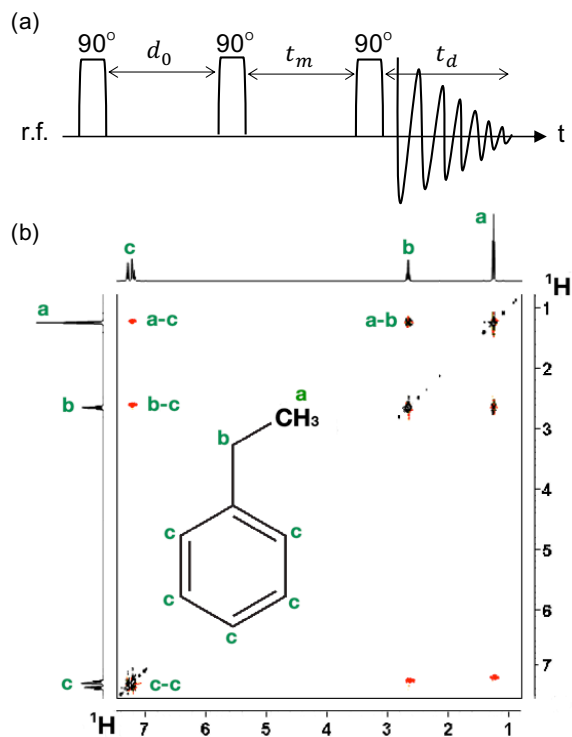 (a)
90° d₀ 90° tₘ 90° t_d
r.f. t
(b)
c b a
¹H
a a-c a-b 1
2
b b-c
a
CH₃ 3
b
4
c c 5
c c
c 6
7
c c-c
¹H 7 6 5 4 3 2 1